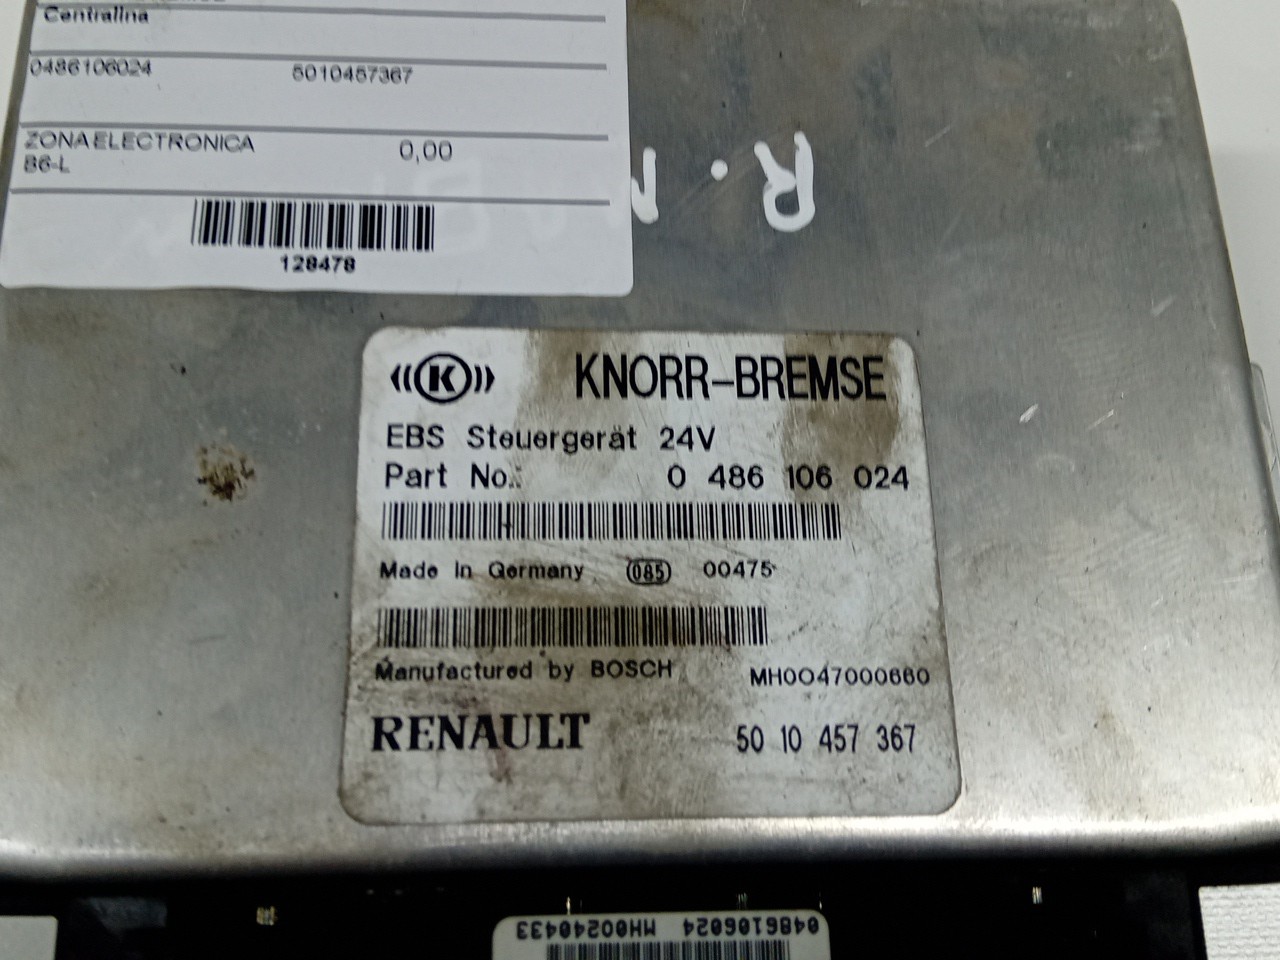 Centralina
0486106024 5010457367
ZONA ELECTRONICA 0,00
B6-L
128478
R.
K KNORR-BREMSE
EBS Steuergerät 24V
Part No.: 0 486 106 024
Made in Germany 085 00475
Manufactured by BOSCH MH0047000660
RENAULT 50 10 457 367
0486106024 MH00240433